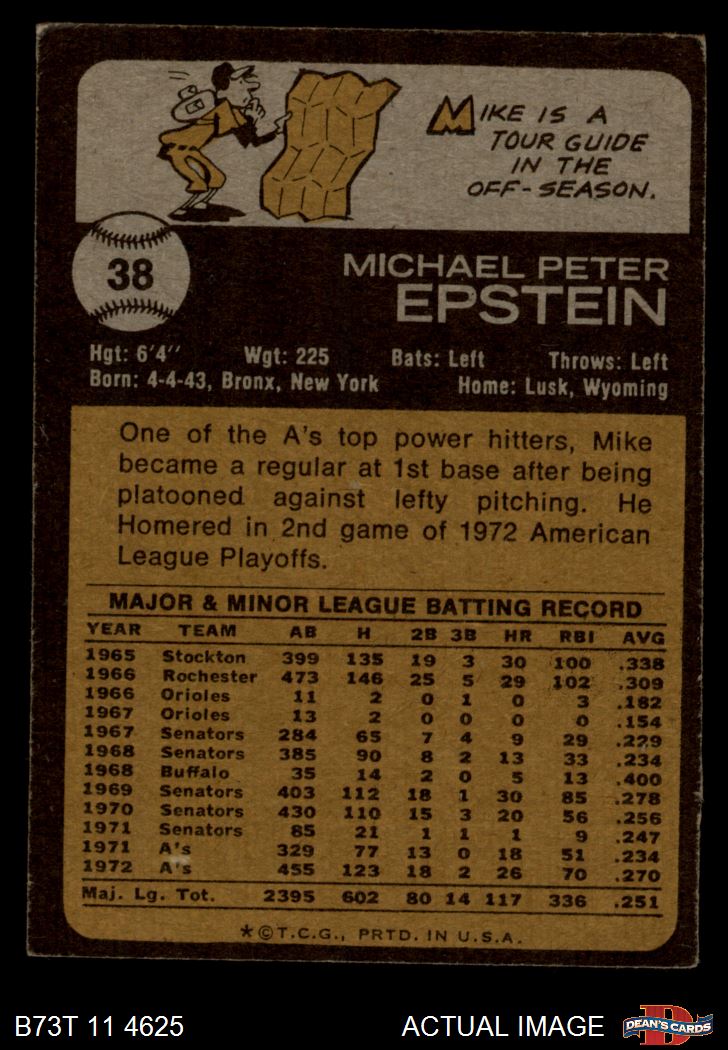 MIKE IS A
TOUR GUIDE
IN THE
OFF-SEASON.
38
MICHAEL PETER
EPSTEIN
Hgt: 6'4" Wgt: 225 Bats: Left Throws: Left
Born: 4-4-43, Bronx, New York Home: Lusk, Wyoming
One of the A's top power hitters, Mike
became a regular at 1st base after being
platooned against lefty pitching. He
Homered in 2nd game of 1972 American
League Playoffs.
MAJOR & MINOR LEAGUE BATTING RECORD
YEAR TEAM AB H 2B 3B HR RBI AVG
1965 Stockton 399 135 19 3 30 100 .338
1966 Rochester 473 146 25 5 29 102 .309
1966 Orioles 11 2 0 1 0 3 .182
1967 Orioles 13 2 0 0 0 0 .154
1967 Senators 284 65 7 4 9 29 .229
1968 Senators 385 90 8 2 13 33 .234
1968 Buffalo 35 14 2 0 5 13 .400
1969 Senators 403 112 18 1 30 85 .278
1970 Senators 430 110 15 3 20 56 .256
1971 Senators 85 21 1 1 1 9 .247
1971 A's 329 77 13 0 18 51 .234
1972 A's 455 123 18 2 26 70 .270
Maj. Lg. Tot. 2395 602 80 14 117 336 .251
*©T.C.G., PRTD. IN U.S.A.
B73T 11 4625 ACTUAL IMAGE
DEAN'S CARDS